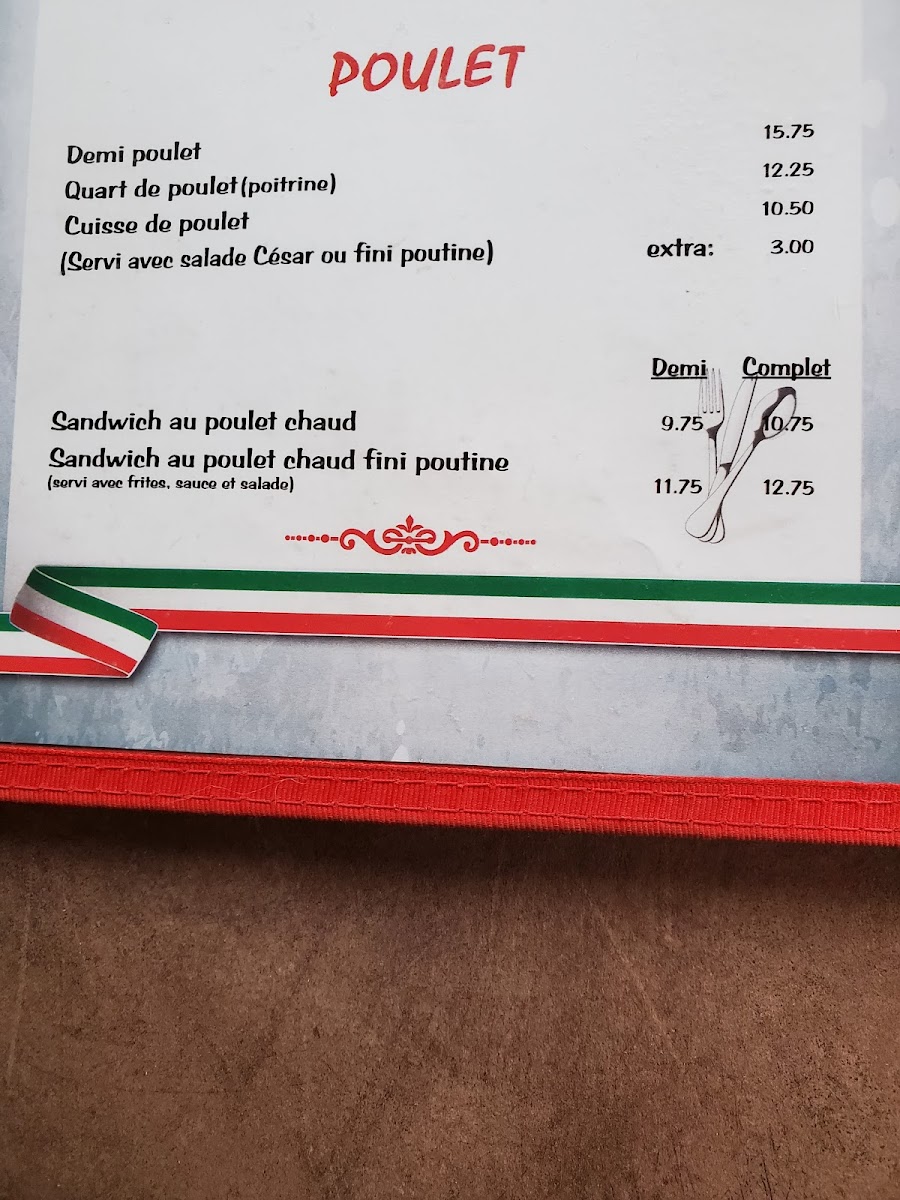 POULET
Demi poulet 15.75
Quart de poulet(poitrine) 12.25
Cuisse de poulet 10.50
(Servi avec salade César ou fini poutine) extra: 3.00
Demi Complet
Sandwich au poulet chaud 9.75 10.75
Sandwich au poulet chaud fini poutine
(servi avec frites, sauce et salade) 11.75 12.75